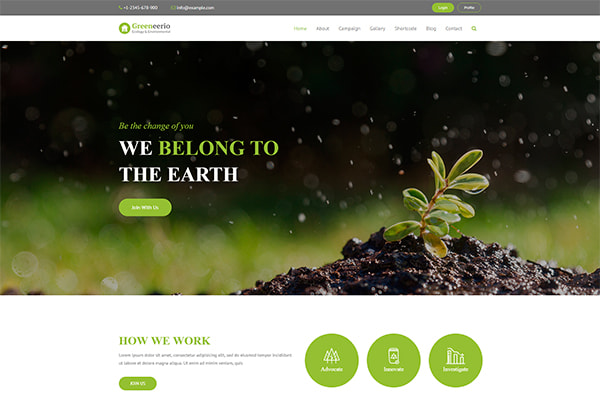 +6 2345-678 980 info@example.com Login Profile
Greeneerio
Ecology & Environmental
Home About Campaign Gallery Shortcode Blog Contact
Be the change of you
WE BELONG TO
THE EARTH
Join With Us
HOW WE WORK
Lorem ipsum dolor sit amet, consectetur adipiscing elit, sed do eiusmod tempor incididunt ut labore et dolore
magna aliqua. Ut enim ad minim veniam, quis
JOIN US
Advocate Innovate Investigate